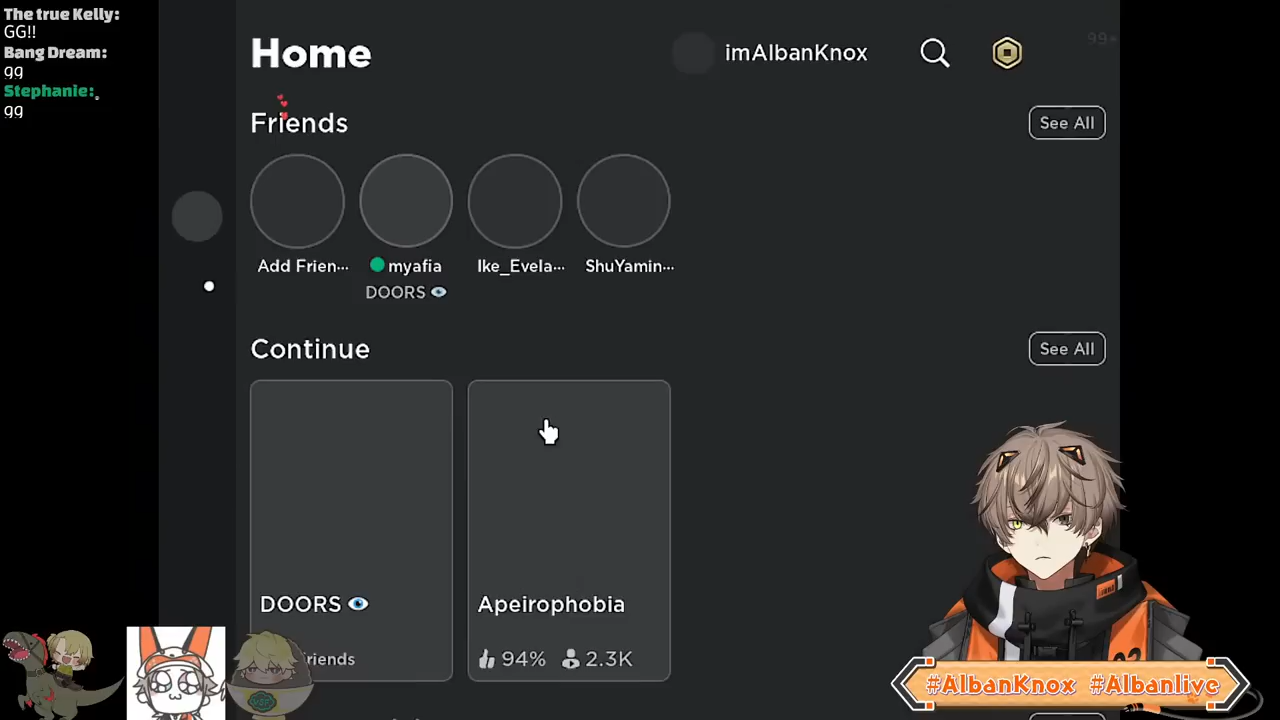 The true Kelly:
GG!!
Bang Dream:
gg
Stephanie:
gg
Home
imAlbanKnox
99+
Friends
See All
Add Frien...
myafia
Ike_Evela...
ShuYamin...
DOORS
Continue
See All
DOORS
Apeirophobia
riends
94%
2.3K
#AlbanKnox #Albanlive